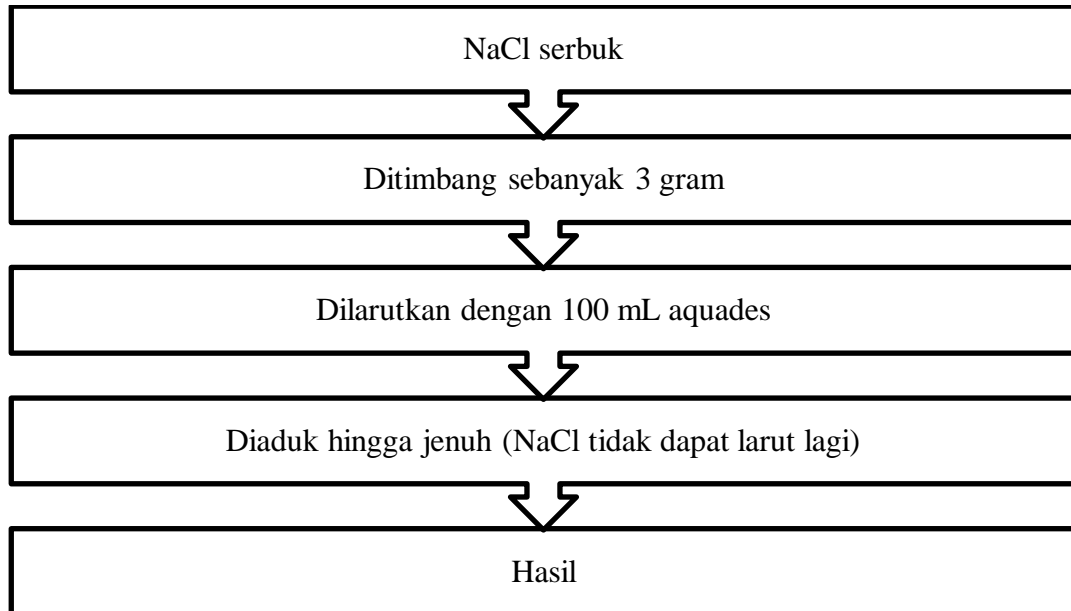 NaCl serbuk
Ditimbang sebanyak 3 gram
Dilarutkan dengan 100 mL aquades
Diaduk hingga jenuh (NaCl tidak dapat larut lagi)
Hasil